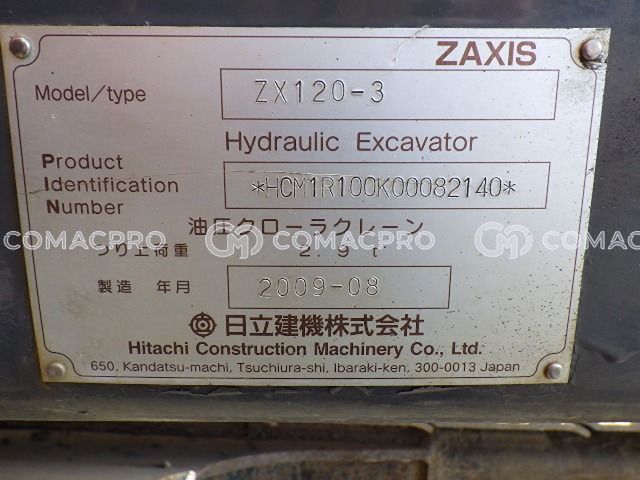 ZAXIS
Model/type ZX120-3
Hydraulic Excavator
Product
Identification *HCM1R100K00082140*
Number
油圧クローラクレーン
COMACPRO COMACPRO COMACPRO
つり上荷重 2.9t
製造 年月 2009-08
日立建機株式会社
Hitachi Construction Machinery Co., Ltd.
650, Kandatsu-machi, Tsuchiura-shi, Ibaraki-ken, 300-0013 Japan